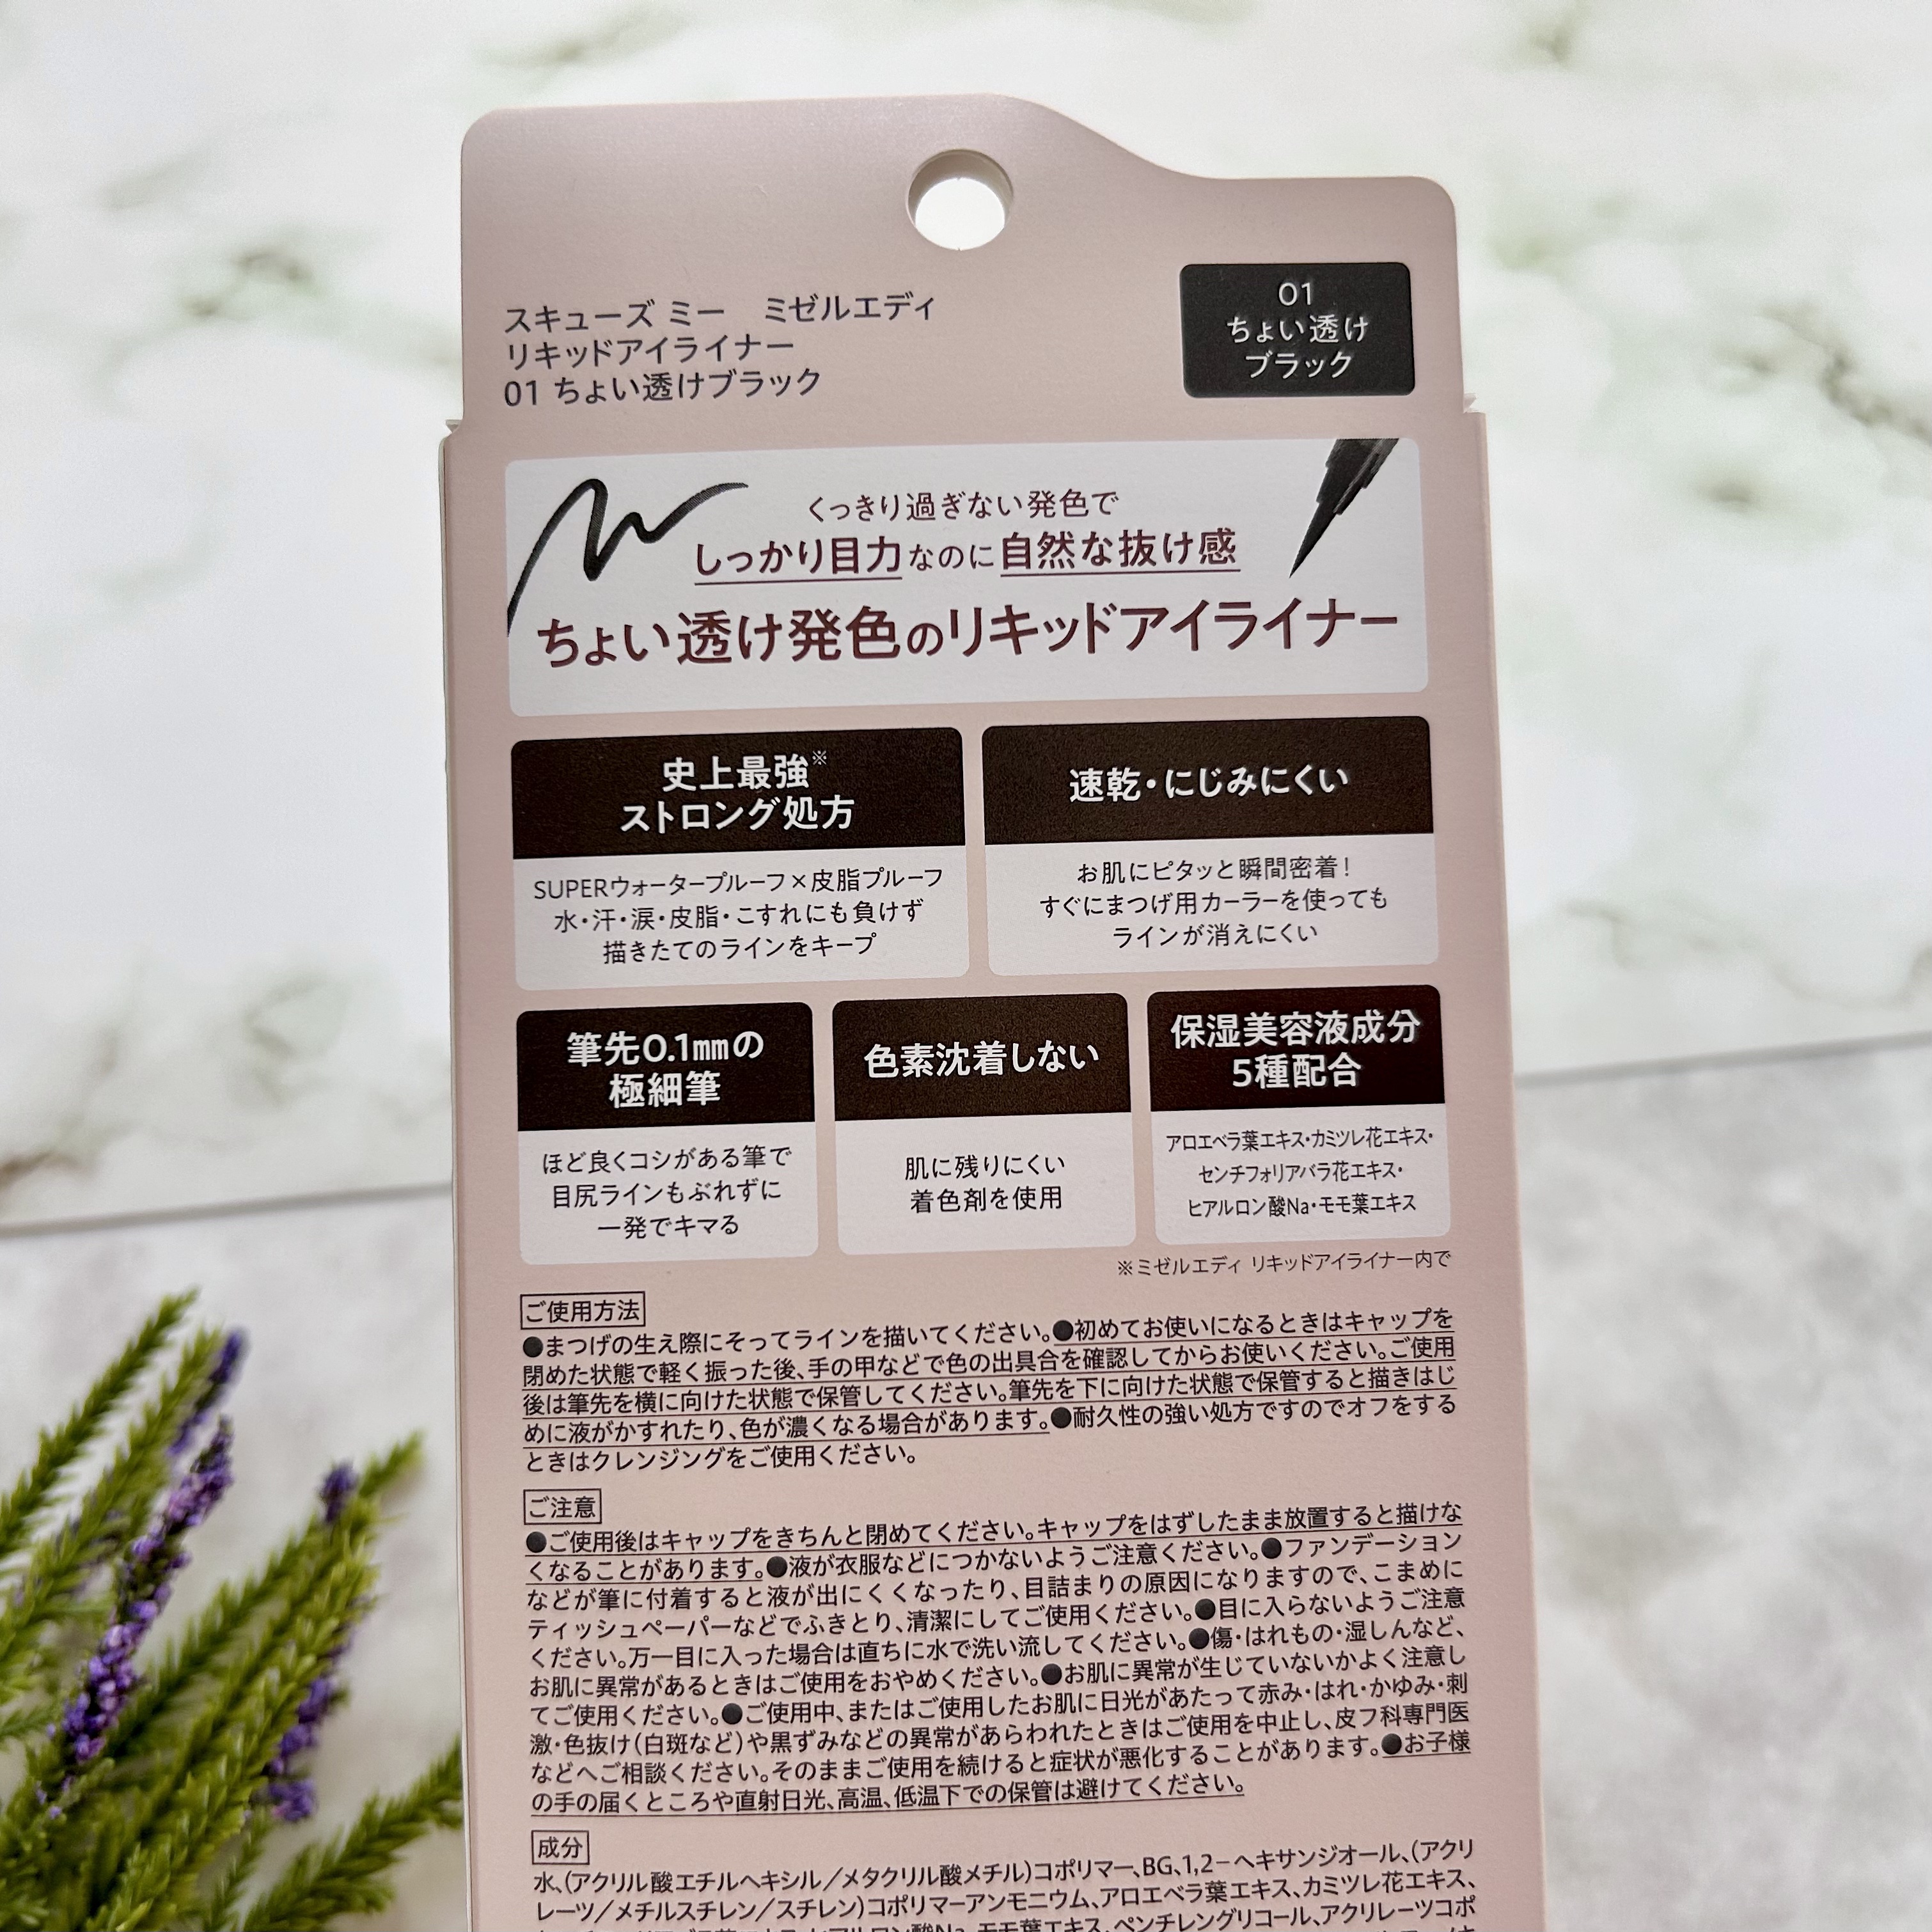 スキューズ ミー　ミゼルエディ
リキッドアイライナー
01 ちょい透けブラック
01
ちょい透け
ブラック
くっきり過ぎない発色で
しっかり目力なのに自然な抜け感
ちょい透け発色のリキッドアイライナー
史上最強※
ストロング処方
SUPERウォータープルーフ×皮脂プルーフ
水・汗・涙・皮脂・こすれにも負けず
描きたてのラインをキープ
速乾・にじみにくい
お肌にピタッと瞬間密着！
すぐにまつげ用カーラーを使っても
ラインが消えにくい
筆先0.1mmの
極細筆
ほど良くコシがある筆で
目尻ラインもぶれずに
一発でキマる
色素沈着しない
肌に残りにくい
着色剤を使用
保湿美容液成分
5種配合
アロエベラ葉エキス・カミツレ花エキス・
センチフォリアバラ花エキス・
ヒアルロン酸Na・モモ葉エキス
※ミゼルエディ リキッドアイライナー内で
ご使用方法
●まつげの生え際にそってラインを描いてください。●初めてお使いになるときはキャップを
閉めた状態で軽く振った後、手の甲などで色の出具合を確認してからお使いください。ご使用
後は筆先を横に向けた状態で保管してください。筆先を下に向けた状態で保管すると描きはじ
めに液がかすれたり、色が濃くなる場合があります。●耐久性の強い処方ですのでオフをする
ときはクレンジングをご使用ください。
ご注意
●ご使用後はキャップをきちんと閉めてください。キャップをはずしたまま放置すると描けな
くなることがあります。●液が衣服などにつかないようご注意ください。●ファンデーション
などが筆に付着すると液が出にくくなったり、目詰まりの原因になりますので、こまめに
ティッシュペーパーなどでふきとり、清潔にしてご使用ください。●目に入らないようご注意
ください。万一目に入った場合は直ちに水で洗い流してください。●傷・はれもの・湿しんなど、
お肌に異常があるときはご使用をおやめください。●お肌に異常が生じていないかよく注意し
てご使用ください。●ご使用中、またはご使用したお肌に日光があたって赤み・はれ・かゆみ・刺
激・色抜け(白斑など)や黒ずみなどの異常があらわれたときはご使用を中止し、皮フ科専門医
などへご相談ください。そのままご使用を続けると症状が悪化することがあります。●お子様
の手の届くところや直射日光、高温、低温下での保管は避けてください。
成分
水、(アクリル酸エチルヘキシル／メタクリル酸メチル)コポリマー、BG、1,2-ヘキサンジオール、(アクリ
レーツ／メチルスチレン／スチレン)コポリマーアンモニウム、アロエベラ葉エキス、カミツレ花エキス、
ヒアルロン酸Na、モモ葉エキス、ペンチレングリコール、アクリレーツコポ